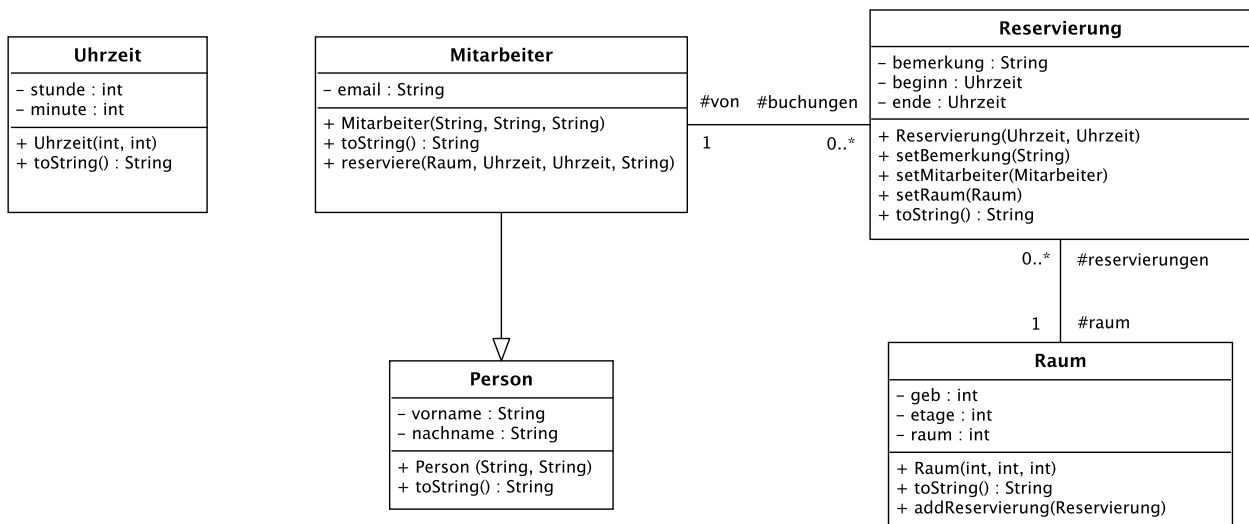 Uhrzeit
– stunde : int
– minute : int
+ Uhrzeit(int, int)
+ toString() : String
Mitarbeiter
– email : String
+ Mitarbeiter(String, String, String)
+ toString() : String
+ reserviere(Raum, Uhrzeit, Uhrzeit, String)
#von
#buchungen
1
0..*
Reservierung
– bemerkung : String
– beginn : Uhrzeit
– ende : Uhrzeit
+ Reservierung(Uhrzeit, Uhrzeit)
+ setBemerkung(String)
+ setMitarbeiter(Mitarbeiter)
+ setRaum(Raum)
+ toString() : String
0..*
#reservierungen
1
#raum
Person
– vorname : String
– nachname : String
+ Person (String, String)
+ toString() : String
Raum
– geb : int
– etage : int
– raum : int
+ Raum(int, int, int)
+ toString() : String
+ addReservierung(Reservierung)